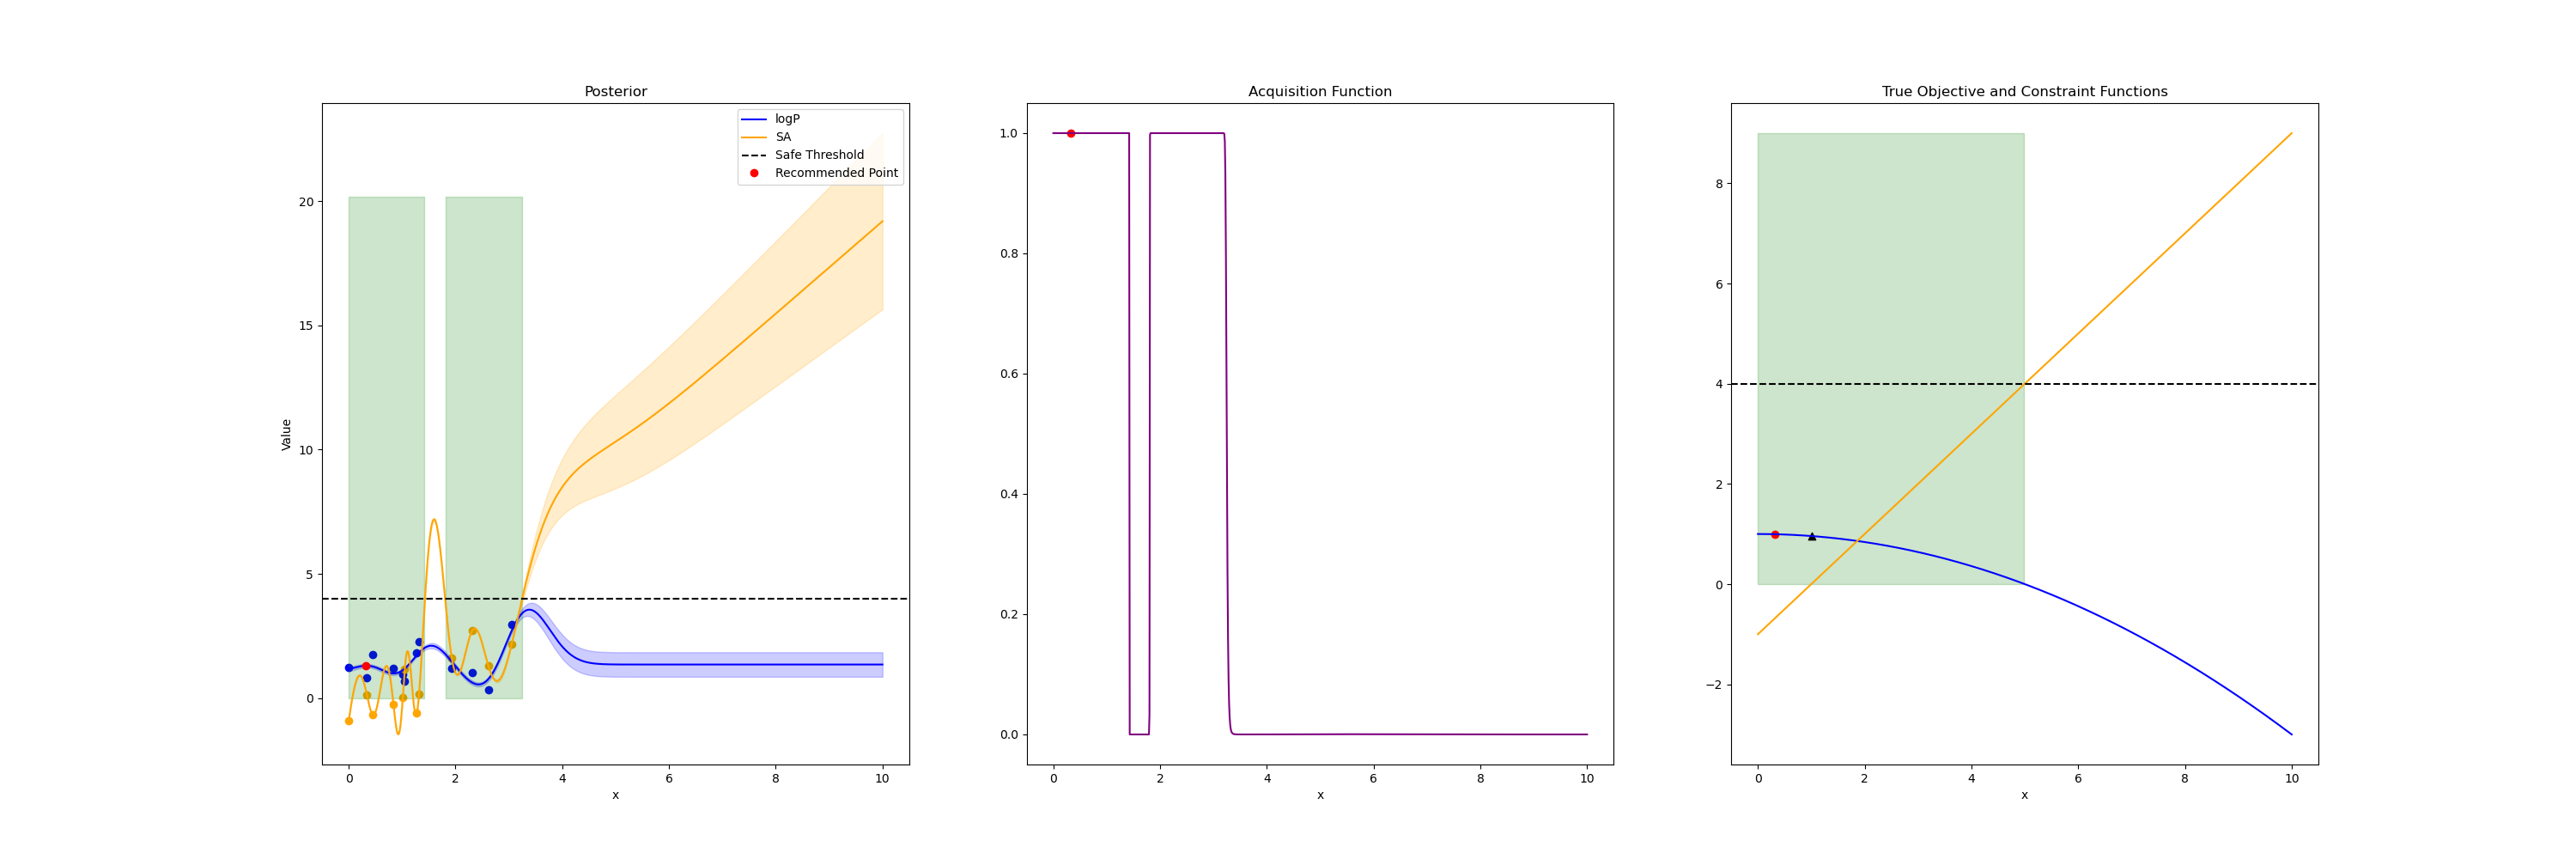 Posterior
logP
SA
Safe Threshold
Recommended Point
Value
20
15
10
5
0
0 2 4 6 8 10
x
Acquisition Function
1.0
0.8
0.6
0.4
0.2
0.0
0 2 4 6 8 10
x
True Objective and Constraint Functions
8
6
4
2
0
−2
0 2 4 6 8 10
x